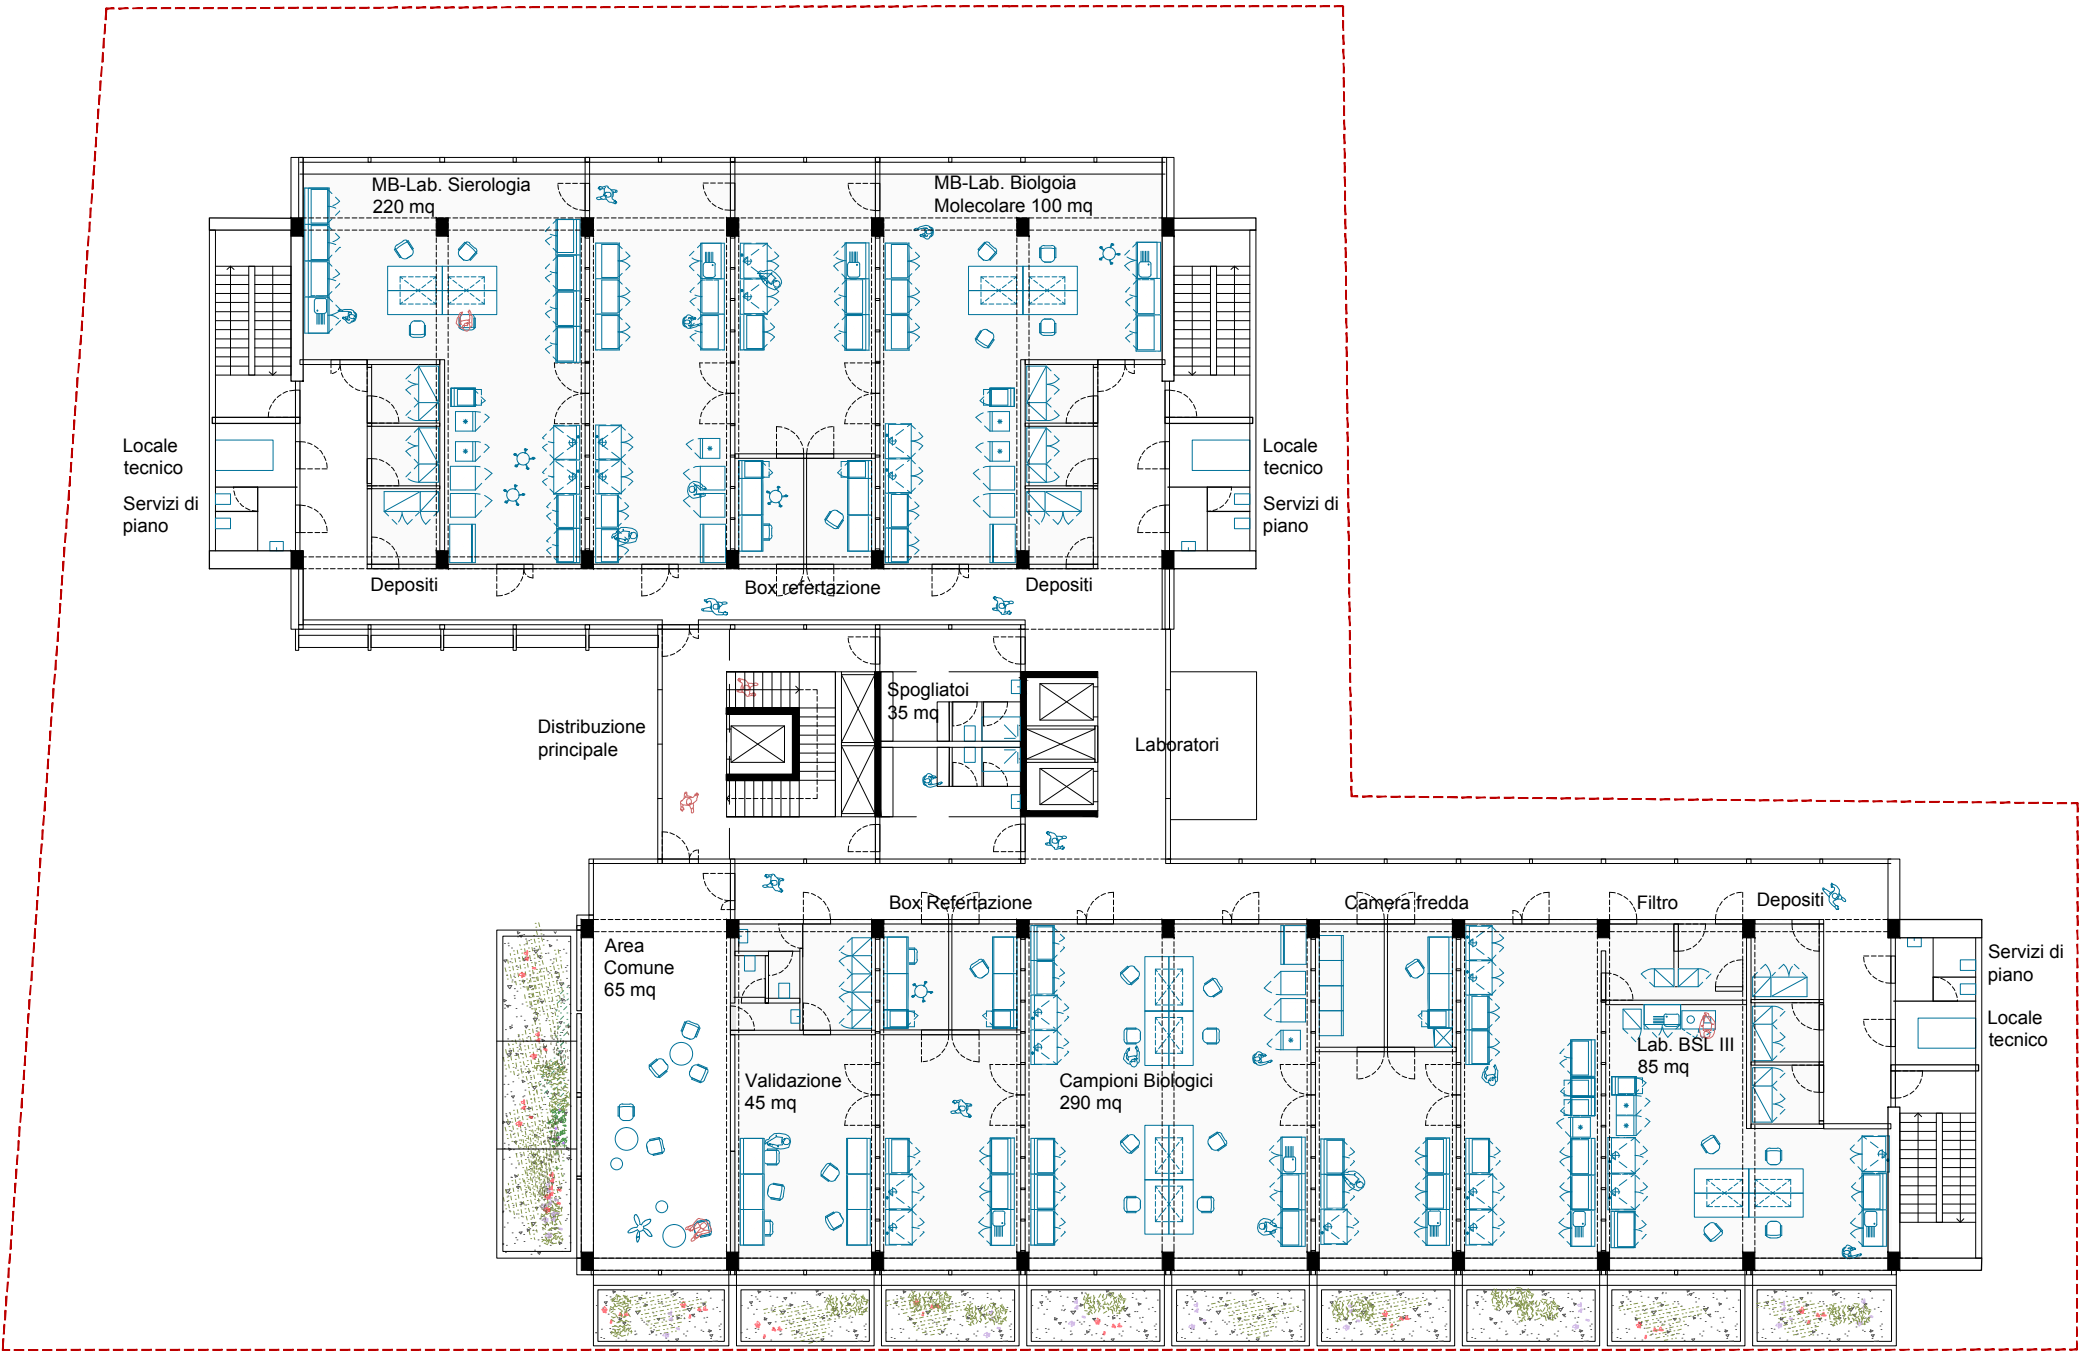 MB-Lab. Sierologia
220 mq
MB-Lab. Biolgoia
Molecolare 100 mq
Locale
tecnico
Servizi di
piano
Locale
tecnico
Servizi di
piano
Depositi
Box refertazione
Depositi
Spogliatoi
35 mq
Distribuzione
principale
Laboratori
Box Refertazione
Camera fredda
Filtro
Depositi
Area
Comune
65 mq
Servizi di
piano
Locale
tecnico
Lab. BSL III
85 mq
Validazione
45 mq
Campioni Biologici
290 mq